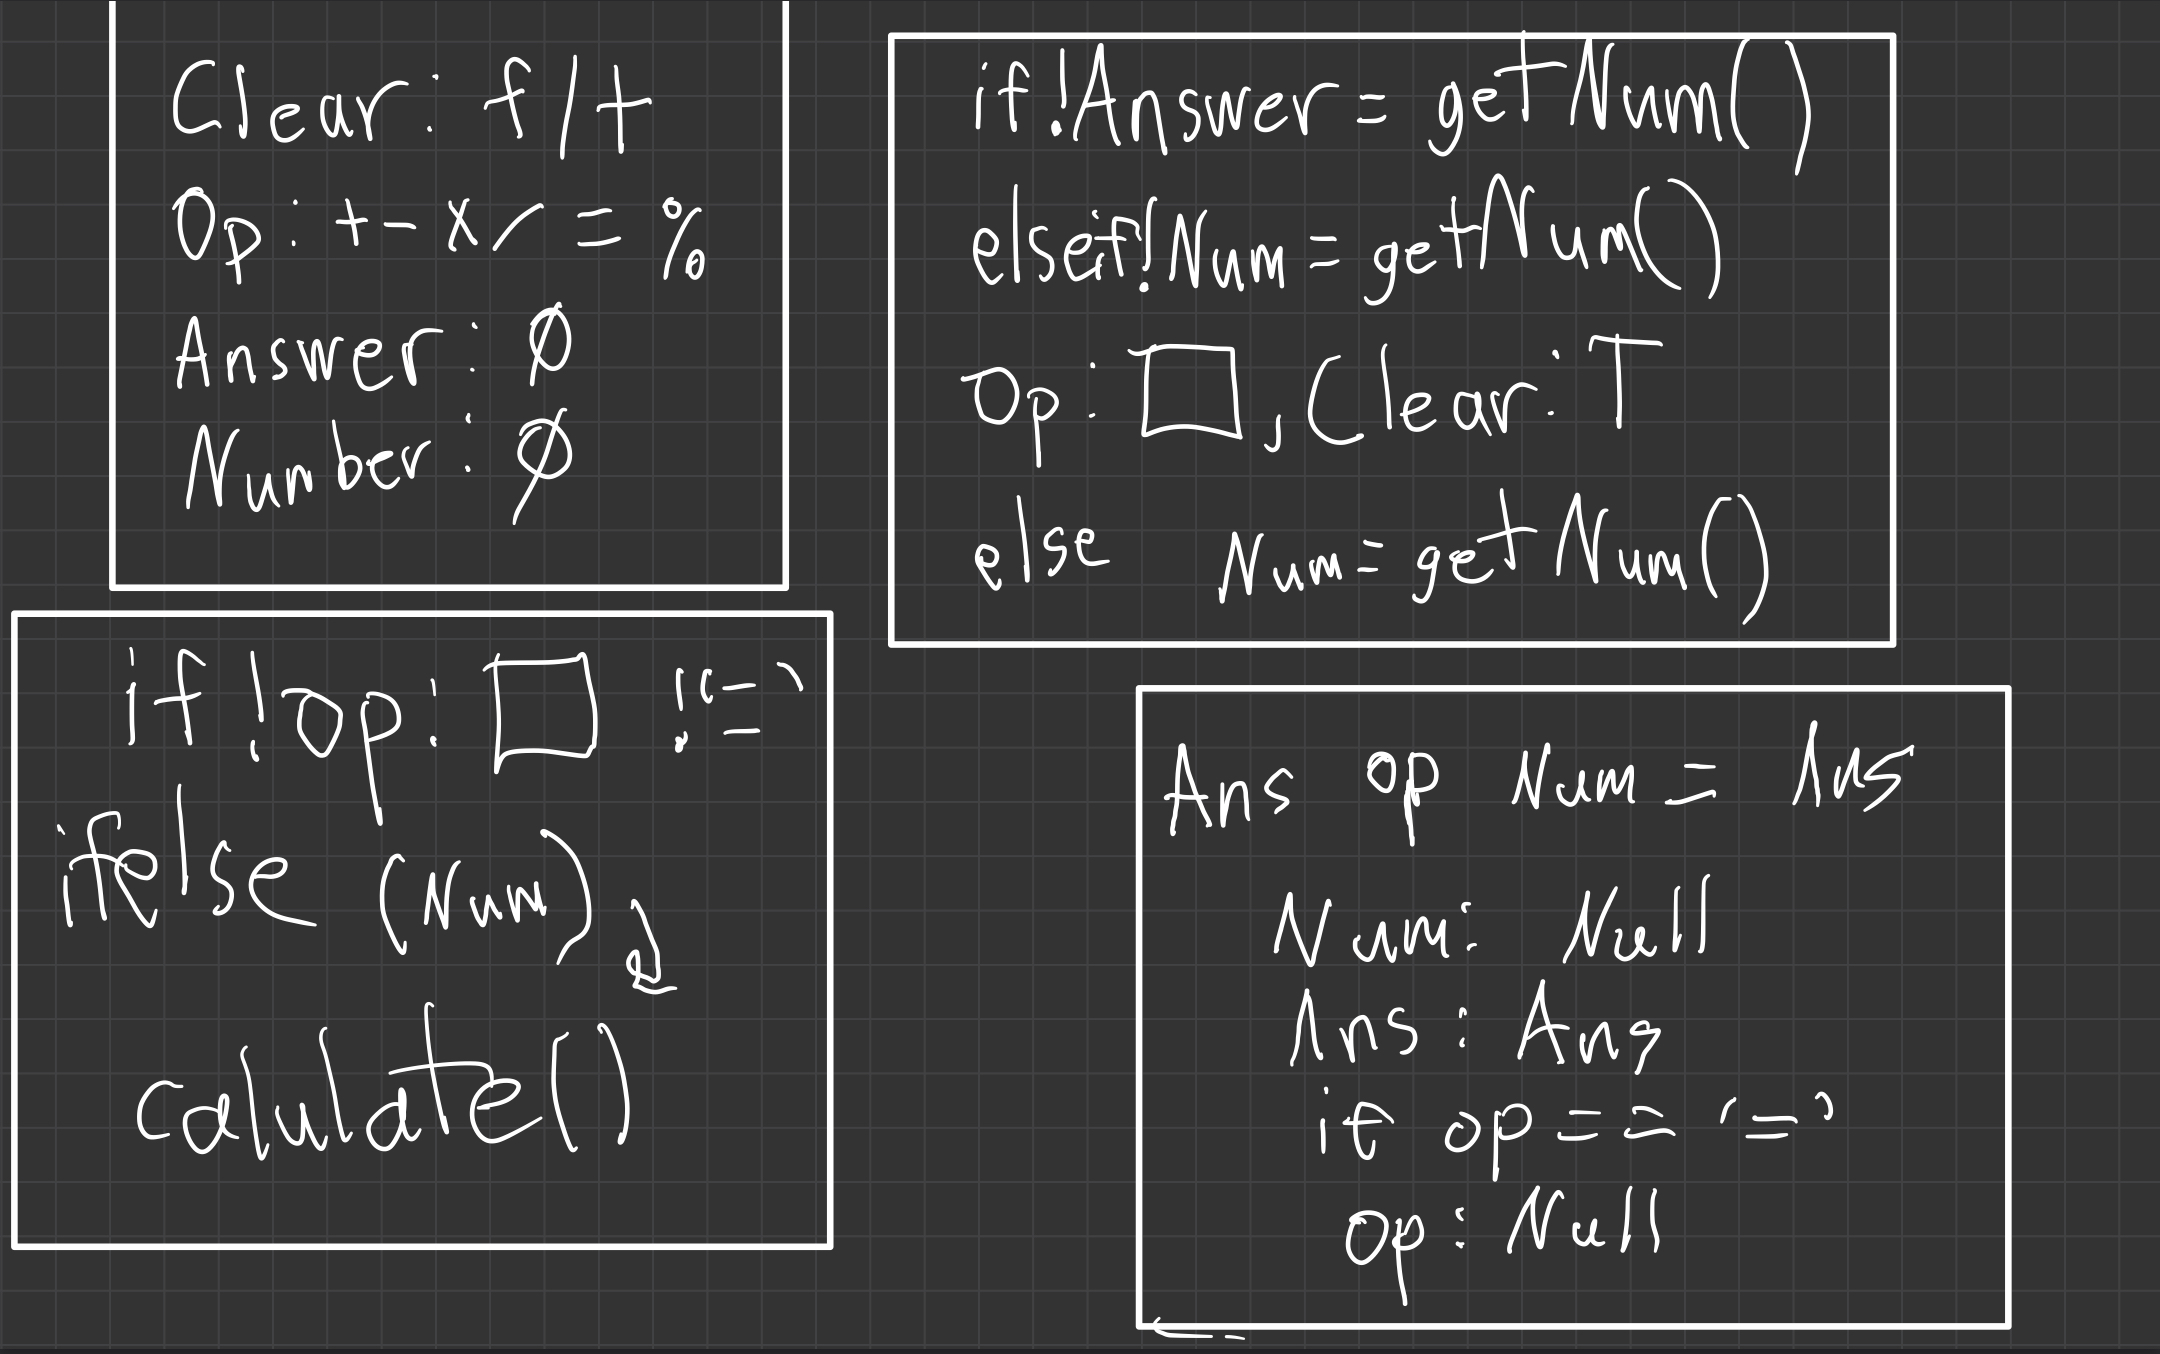 Clear: f/t
Op: + - x / = %
Answer: Ø
Number: Ø
if !Answer = getNum()
elseif !Num = getNum()
Op: □, Clear: T
else Num = getNum()
if !op: □ !'='
ifelse (Num)
calulate()
Ans op Num = Ans
Num: Null
Ans: Ans
if op == '='
op: Null